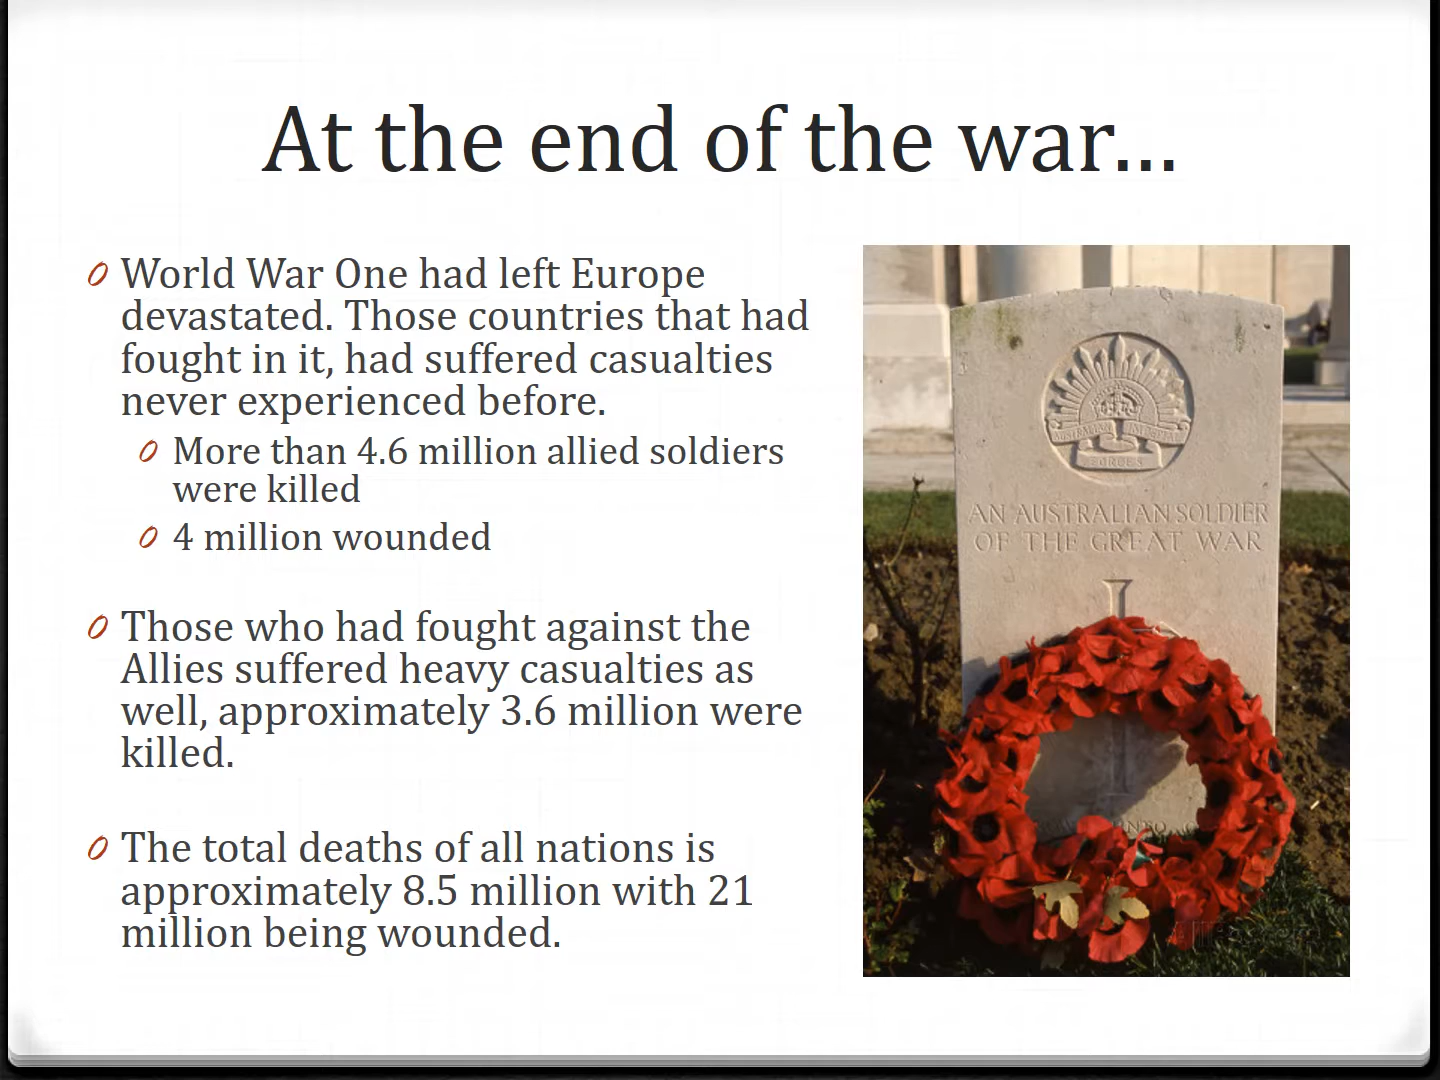 At the end of the war...
World War One had left Europe
devastated. Those countries that had
fought in it, had suffered casualties
never experienced before.
More than 4.6 million allied soldiers
were killed
4 million wounded
Those who had fought against the
Allies suffered heavy casualties as
well, approximately 3.6 million were
killed.
The total deaths of all nations is
approximately 8.5 million with 21
million being wounded.
AUSTRALIAN IMPERIAL
FORCES
AN AUSTRALIAN SOLDIER
OF THE GREAT WAR